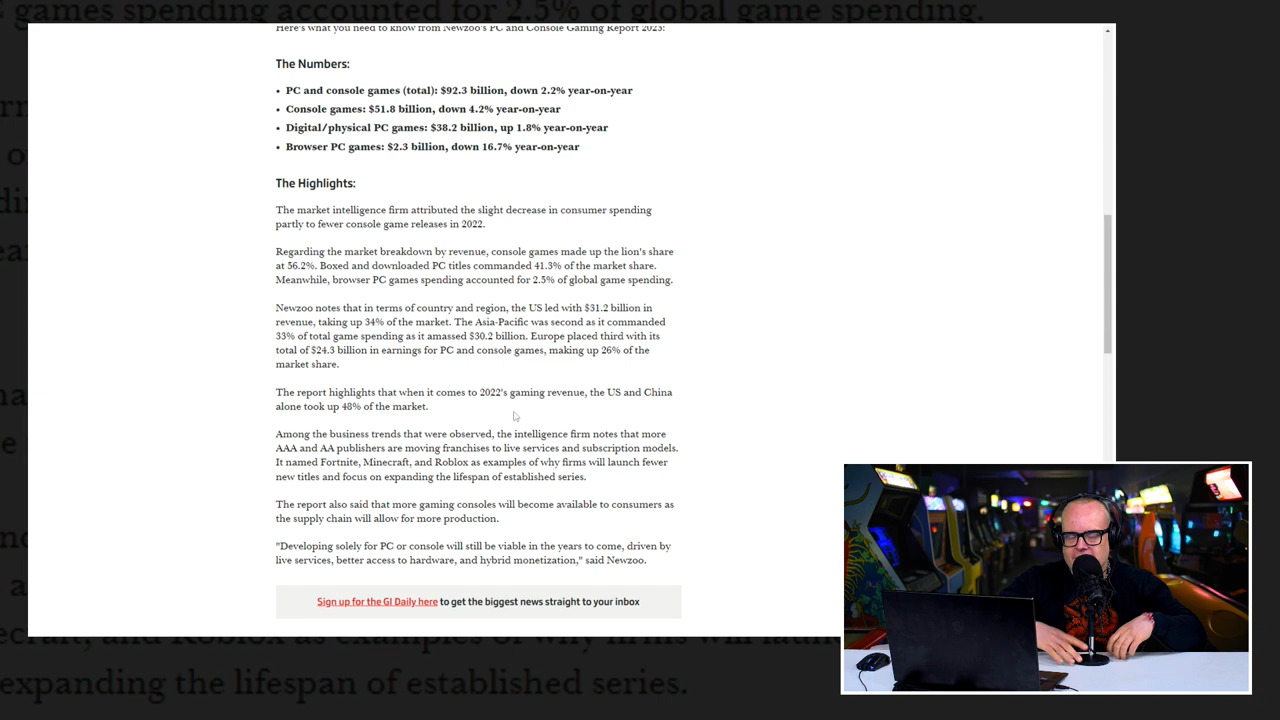 games spending accounted for 2.5% of global game spending.
Here's what you need to know from Newzoo's PC and Console Gaming Report 2023:
The Numbers:
• PC and console games (total): $92.3 billion, down 2.2% year-on-year
• Console games: $51.8 billion, down 4.2% year-on-year
• Digital/physical PC games: $38.2 billion, up 1.8% year-on-year
• Browser PC games: $2.3 billion, down 16.7% year-on-year
The Highlights:
The market intelligence firm attributed the slight decrease in consumer spending
partly to fewer console game releases in 2022.
Regarding the market breakdown by revenue, console games made up the lion's share
at 56.2%. Boxed and downloaded PC titles commanded 41.3% of the market share.
Meanwhile, browser PC games spending accounted for 2.5% of global game spending.
Newzoo notes that in terms of country and region, the US led with $31.2 billion in
revenue, taking up 34% of the market. The Asia-Pacific was second as it commanded
33% of total game spending as it amassed $30.2 billion. Europe placed third with its
total of $24.3 billion in earnings for PC and console games, making up 26% of the
market share.
The report highlights that when it comes to 2022's gaming revenue, the US and China
alone took up 48% of the market.
Among the business trends that were observed, the intelligence firm notes that more
AAA and AA publishers are moving franchises to live services and subscription models.
It named Fortnite, Minecraft, and Roblox as examples of why firms will launch fewer
new titles and focus on expanding the lifespan of established series.
The report also said that more gaming consoles will become available to consumers as
the supply chain will allow for more production.
"Developing solely for PC or console will still be viable in the years to come, driven by
live services, better access to hardware, and hybrid monetization," said Newzoo.
Sign up for the GI Daily here to get the biggest news straight to your inbox
expanding the lifespan of established series.